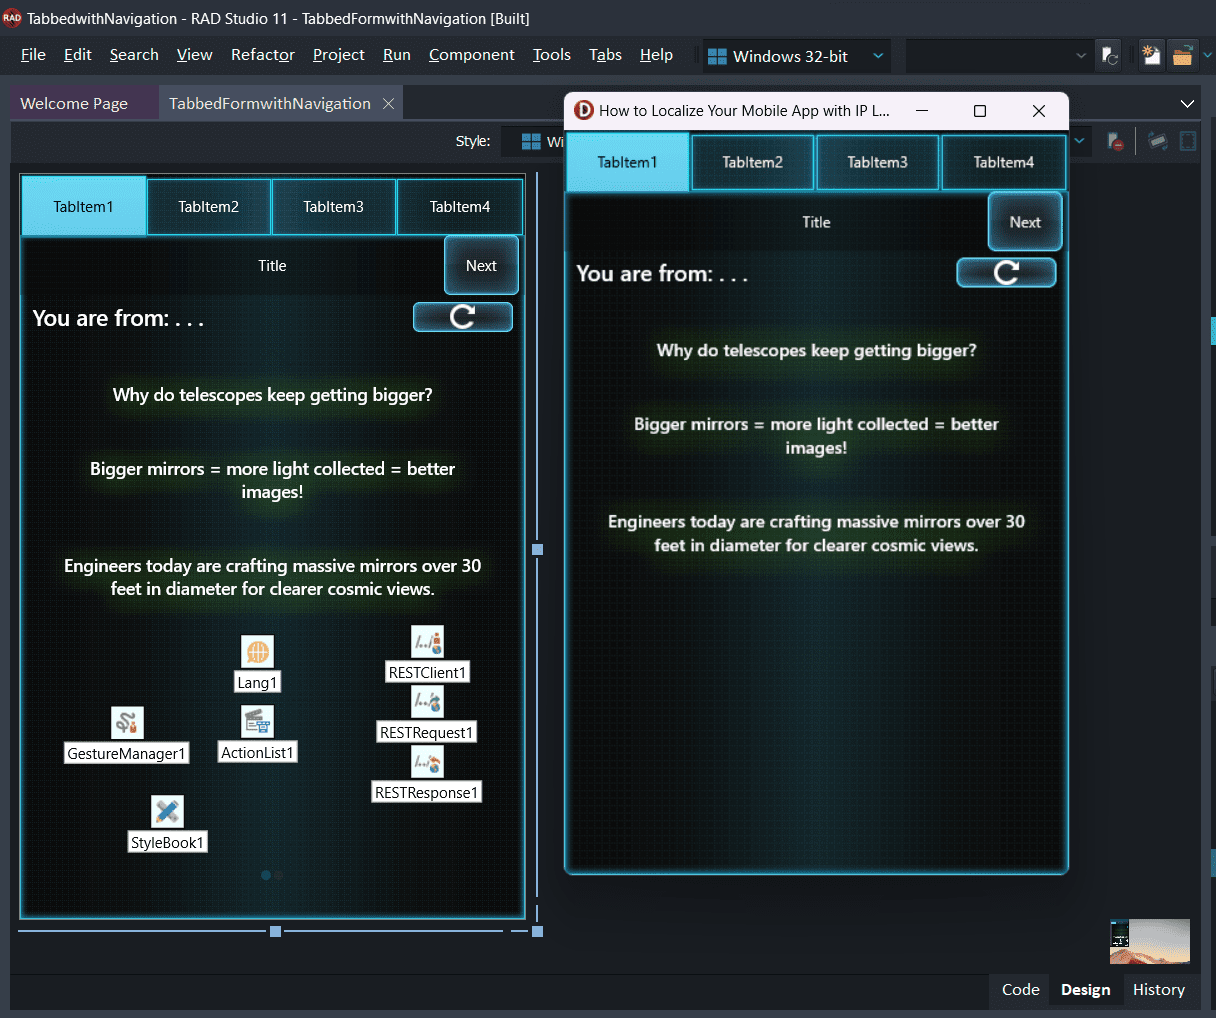 RAD TabbedwithNavigation - RAD Studio 11 - TabbedFormwithNavigation [Built]
File Edit Search View Refactor Project Run Component Tools Tabs Help Windows 32-bit
Welcome Page TabbedFormwithNavigation
Style: Wi
TabItem1 TabItem2 TabItem3 TabItem4
Title Next
You are from: . . .
Why do telescopes keep getting bigger?
Bigger mirrors = more light collected = better
images!
Engineers today are crafting massive mirrors over 30
feet in diameter for clearer cosmic views.
Lang1
RESTClient1
GestureManager1
ActionList1
RESTRequest1
RESTResponse1
StyleBook1
D How to Localize Your Mobile App with IP L...
TabItem1 TabItem2 TabItem3 TabItem4
Title Next
You are from: . . .
Why do telescopes keep getting bigger?
Bigger mirrors = more light collected = better
images!
Engineers today are crafting massive mirrors over 30
feet in diameter for clearer cosmic views.
Code Design History